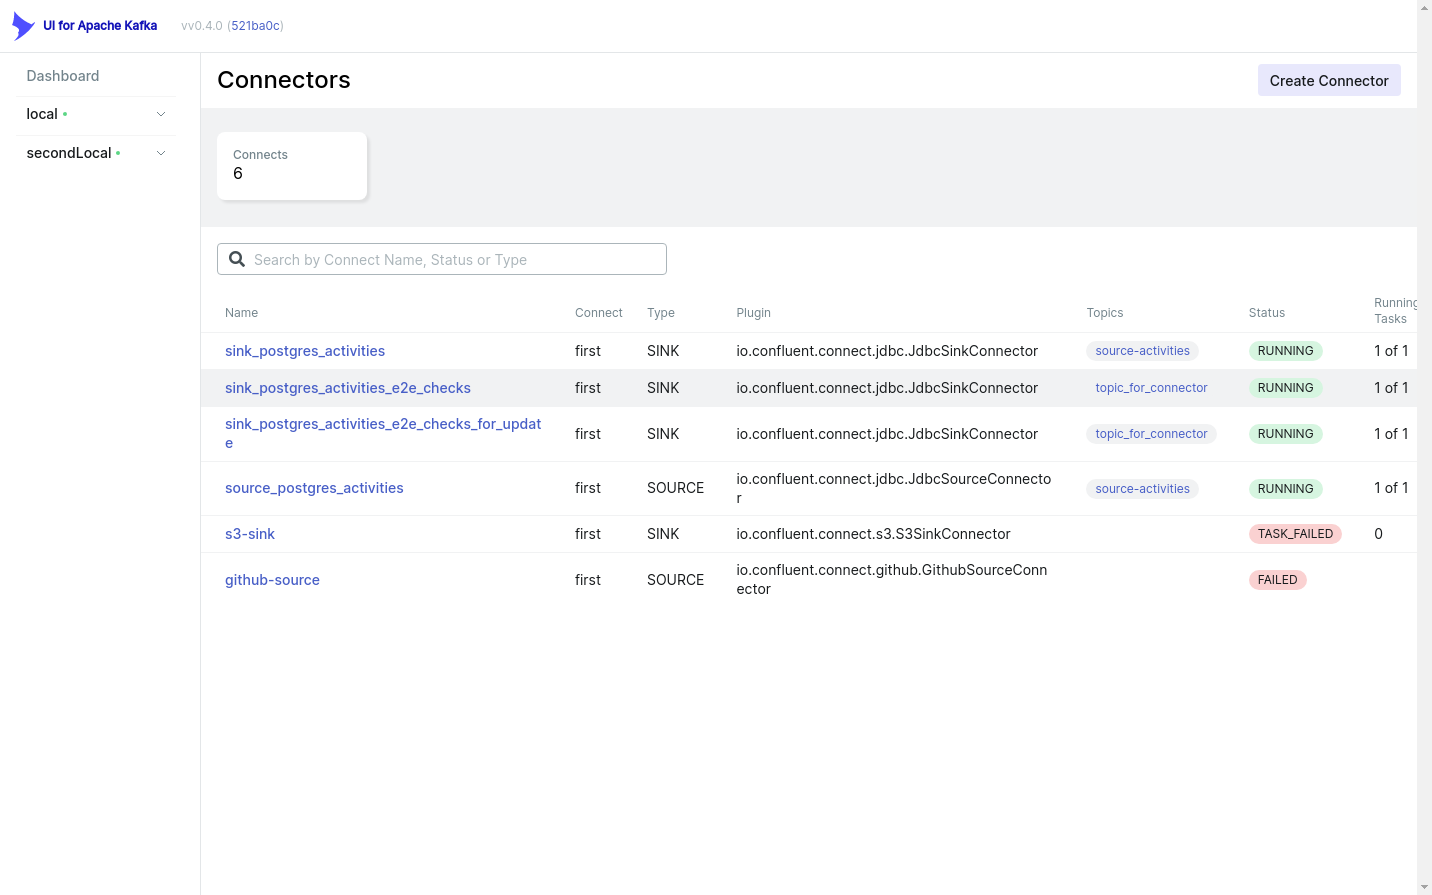 UI for Apache Kafka vv0.4.0 (521ba0c)
Dashboard
local
secondLocal
Connectors
Create Connector
Connects
6
Search by Connect Name, Status or Type
Name Connect Type Plugin Topics Status Running
Tasks
sink_postgres_activities first SINK io.confluent.connect.jdbc.JdbcSinkConnector source-activities RUNNING 1 of 1
sink_postgres_activities_e2e_checks first SINK io.confluent.connect.jdbc.JdbcSinkConnector topic_for_connector RUNNING 1 of 1
sink_postgres_activities_e2e_checks_for_updat
e first SINK io.confluent.connect.jdbc.JdbcSinkConnector topic_for_connector RUNNING 1 of 1
source_postgres_activities first SOURCE io.confluent.connect.jdbc.JdbcSourceConnecto
r source-activities RUNNING 1 of 1
s3-sink first SINK io.confluent.connect.s3.S3SinkConnector TASK_FAILED 0
github-source first SOURCE io.confluent.connect.github.GithubSourceConn
ector FAILED